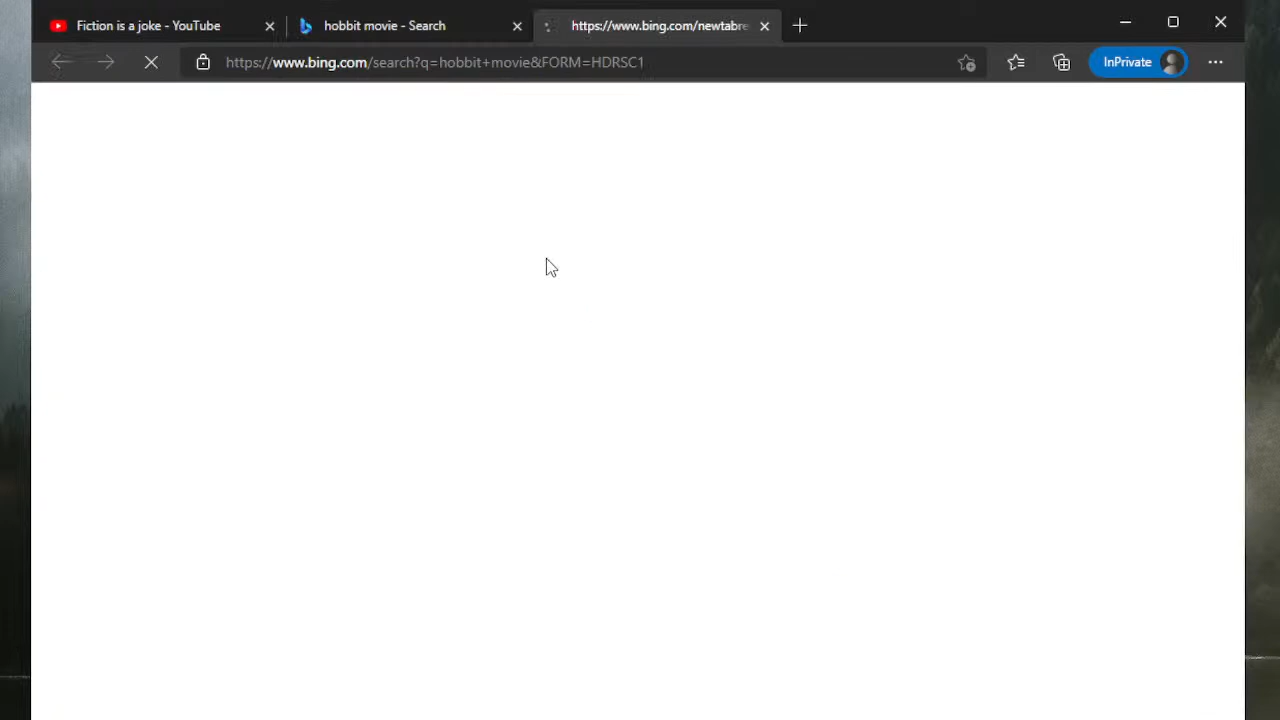 Fiction is a joke - YouTube
hobbit movie - Search
https://www.bing.com/newtabre
https://www.bing.com/search?q=hobbit+movie&FORM=HDRSC1
InPrivate